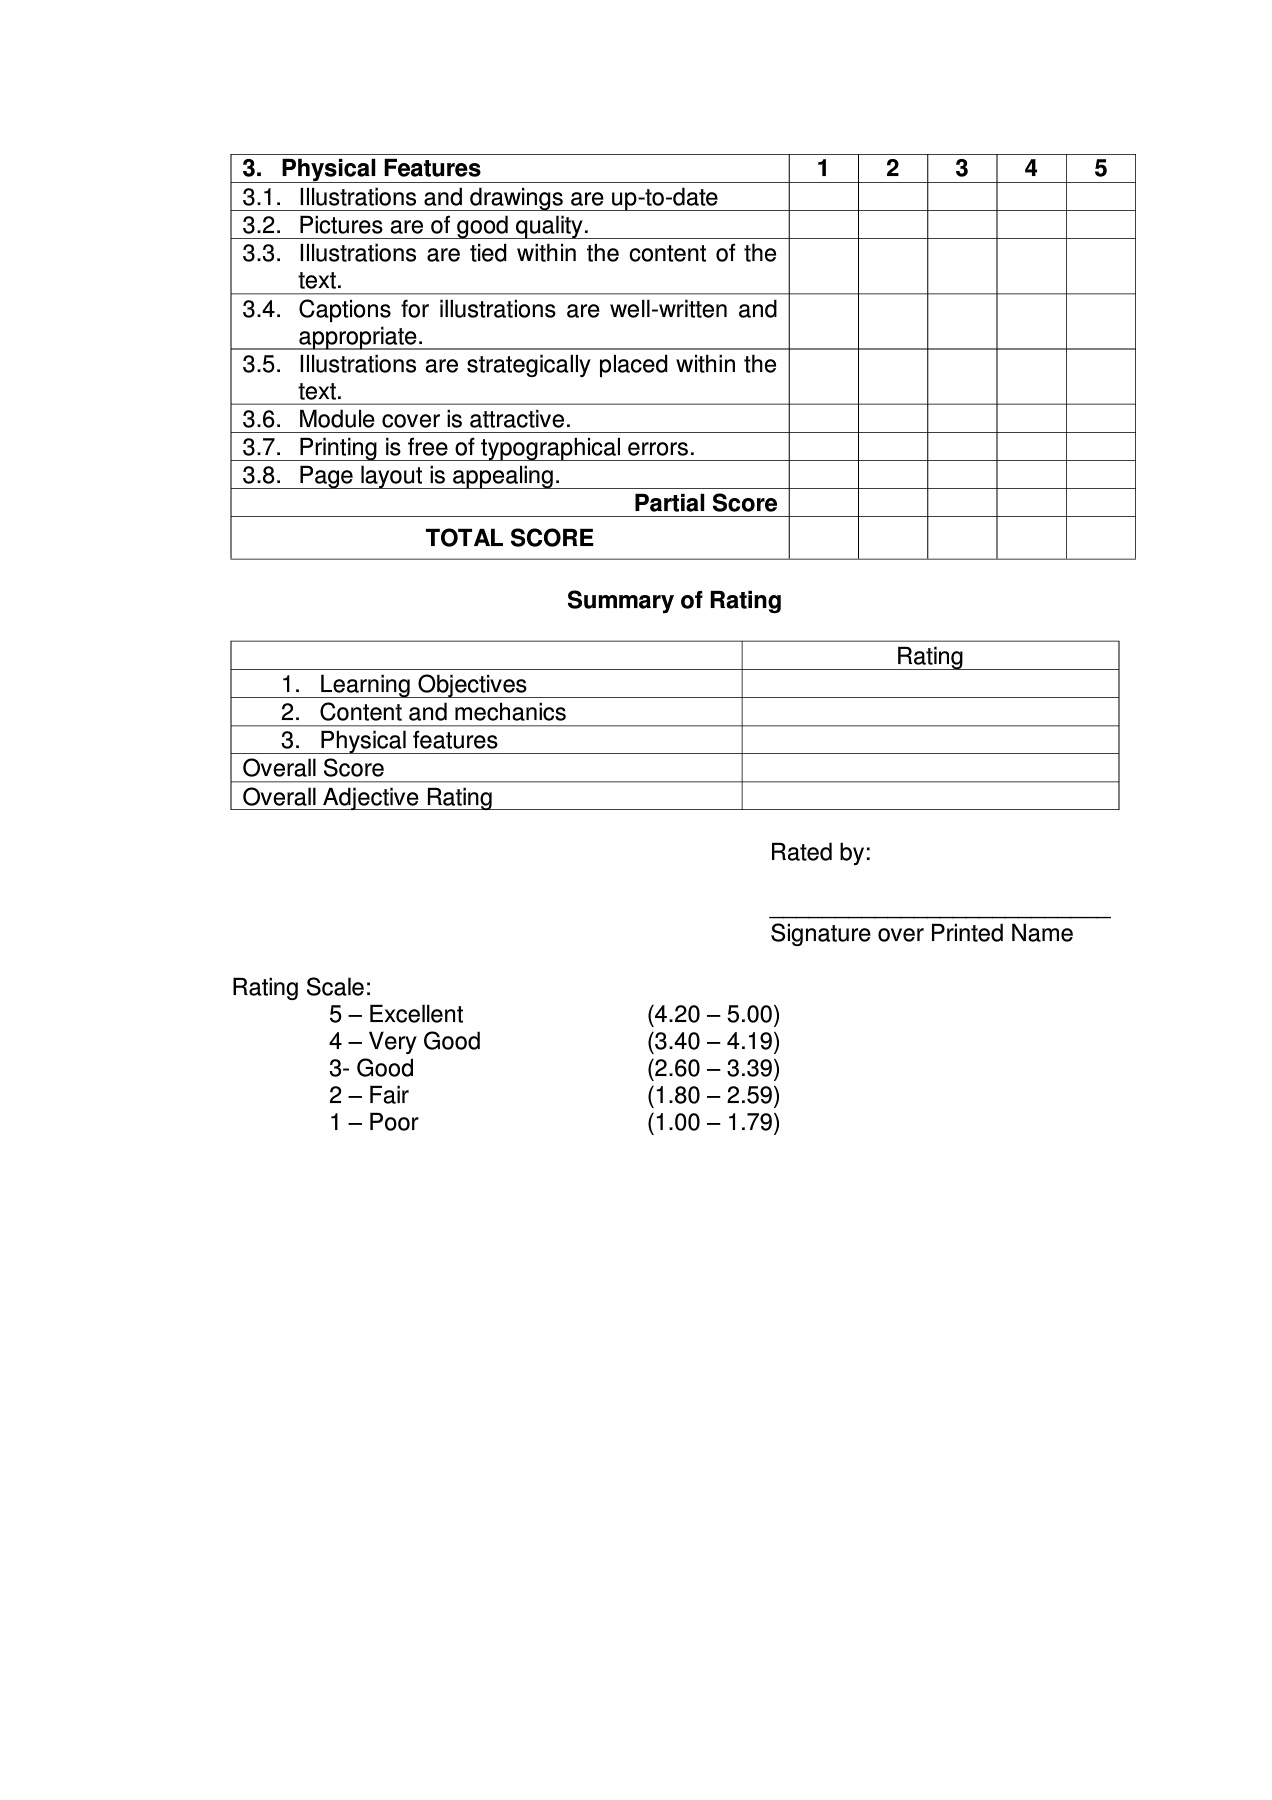 3. Physical Features 1 2 3 4 5
3.1. Illustrations and drawings are up-to-date
3.2. Pictures are of good quality.
3.3. Illustrations are tied within the content of the
text.
3.4. Captions for illustrations are well-written and
appropriate.
3.5. Illustrations are strategically placed within the
text.
3.6. Module cover is attractive.
3.7. Printing is free of typographical errors.
3.8. Page layout is appealing.
Partial Score
TOTAL SCORE
Summary of Rating
Rating
1. Learning Objectives
2. Content and mechanics
3. Physical features
Overall Score
Overall Adjective Rating
Rated by:
Signature over Printed Name
Rating Scale:
5 – Excellent (4.20 – 5.00)
4 – Very Good (3.40 – 4.19)
3- Good (2.60 – 3.39)
2 – Fair (1.80 – 2.59)
1 – Poor (1.00 – 1.79)